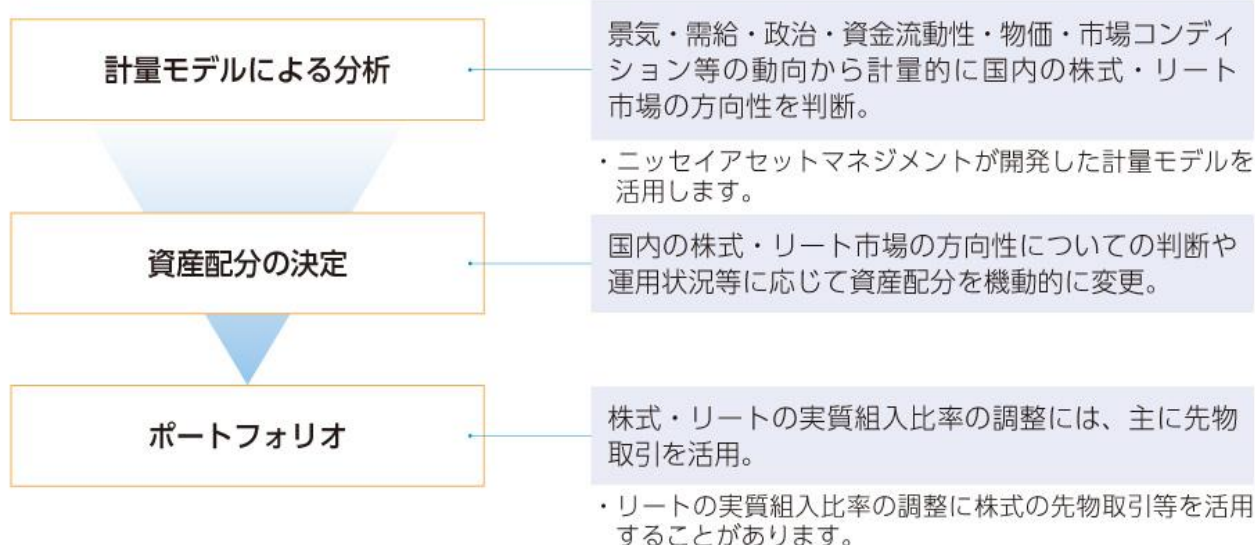 計量モデルによる分析
景気・需給・政治・資金流動性・物価・市場コンディ
ション等の動向から計量的に国内の株式・リート
市場の方向性を判断。
・ニッセイアセットマネジメントが開発した計量モデルを
活用します。
資産配分の決定
国内の株式・リート市場の方向性についての判断や
運用状況等に応じて資産配分を機動的に変更。
ポートフォリオ
株式・リートの実質組入比率の調整には、主に先物
取引を活用。
・リートの実質組入比率の調整に株式の先物取引等を活用
することがあります。